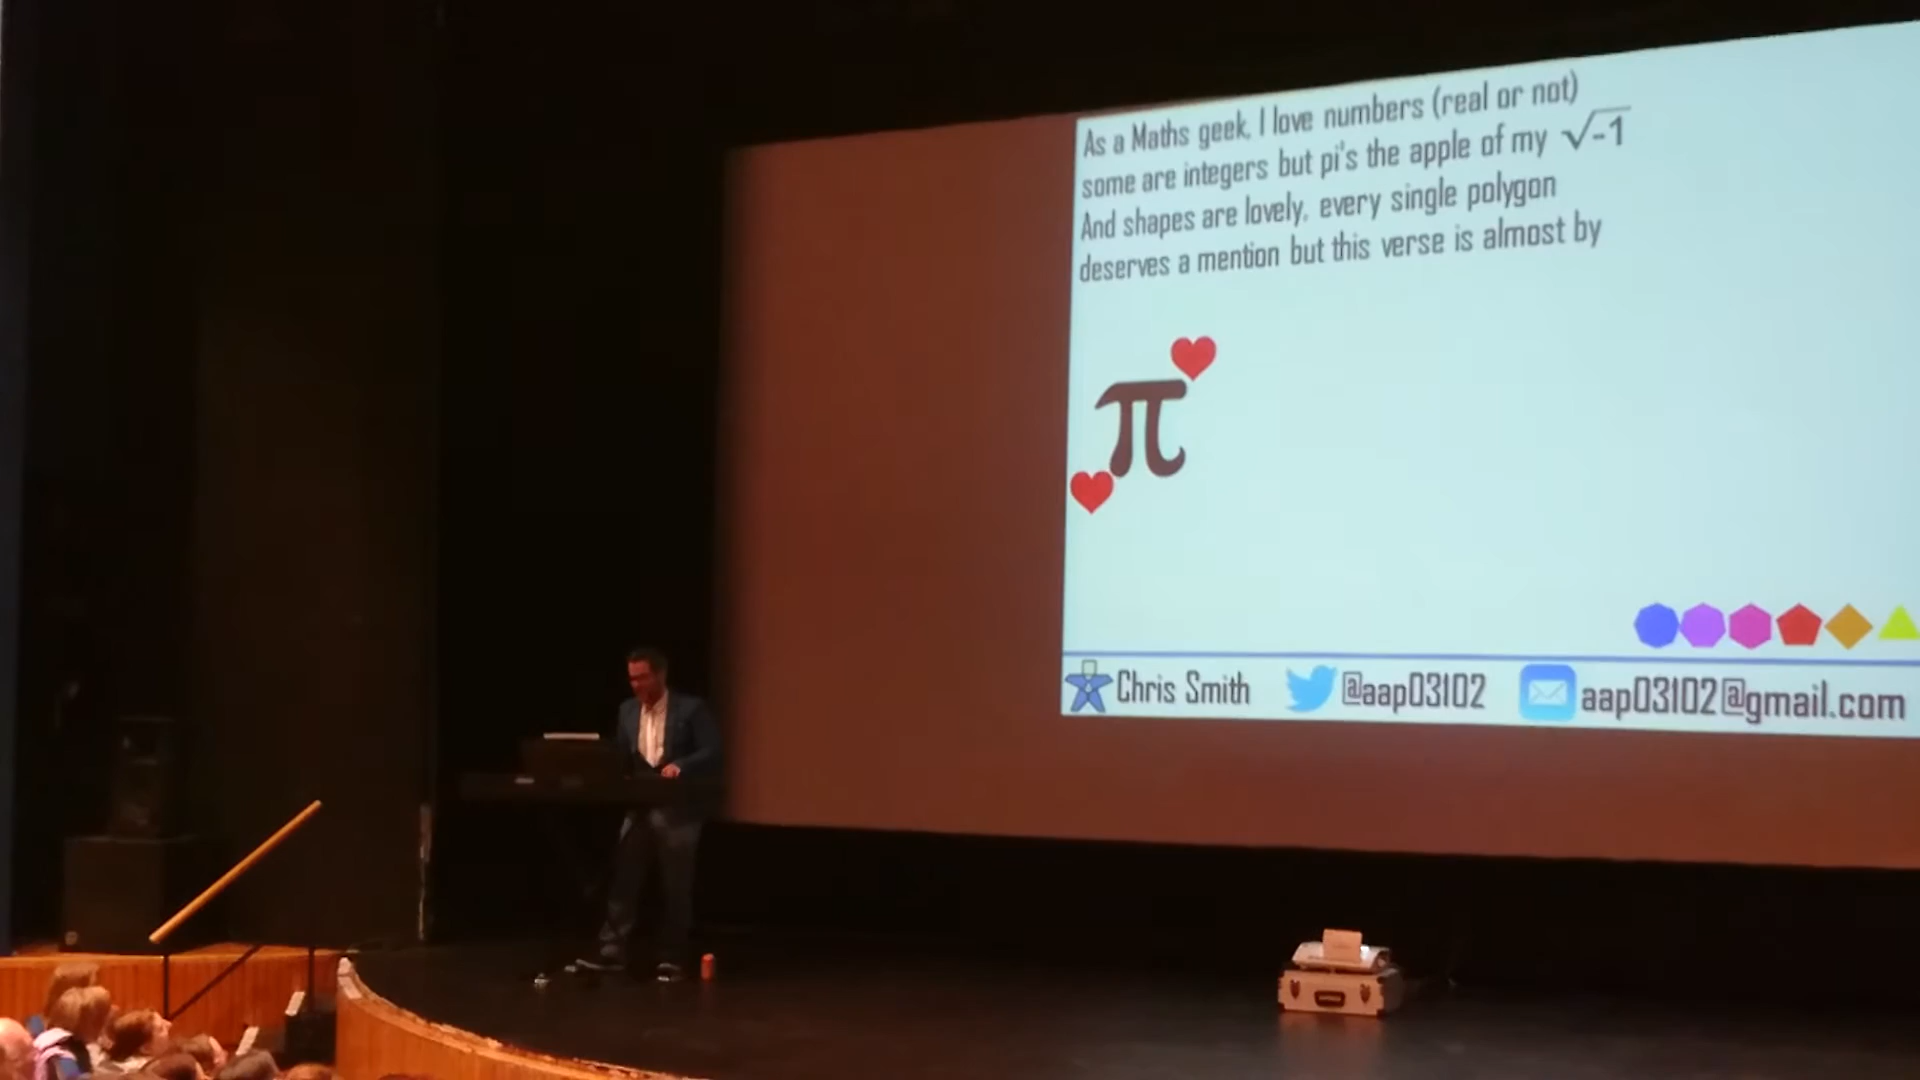 As a Maths geek, I love numbers (real or not)
some are integers but pi's the apple of my √-1
And shapes are lovely, every single polygon
deserves a mention but this verse is almost by
π
Chris Smith @aap03102 aap03102@gmail.com